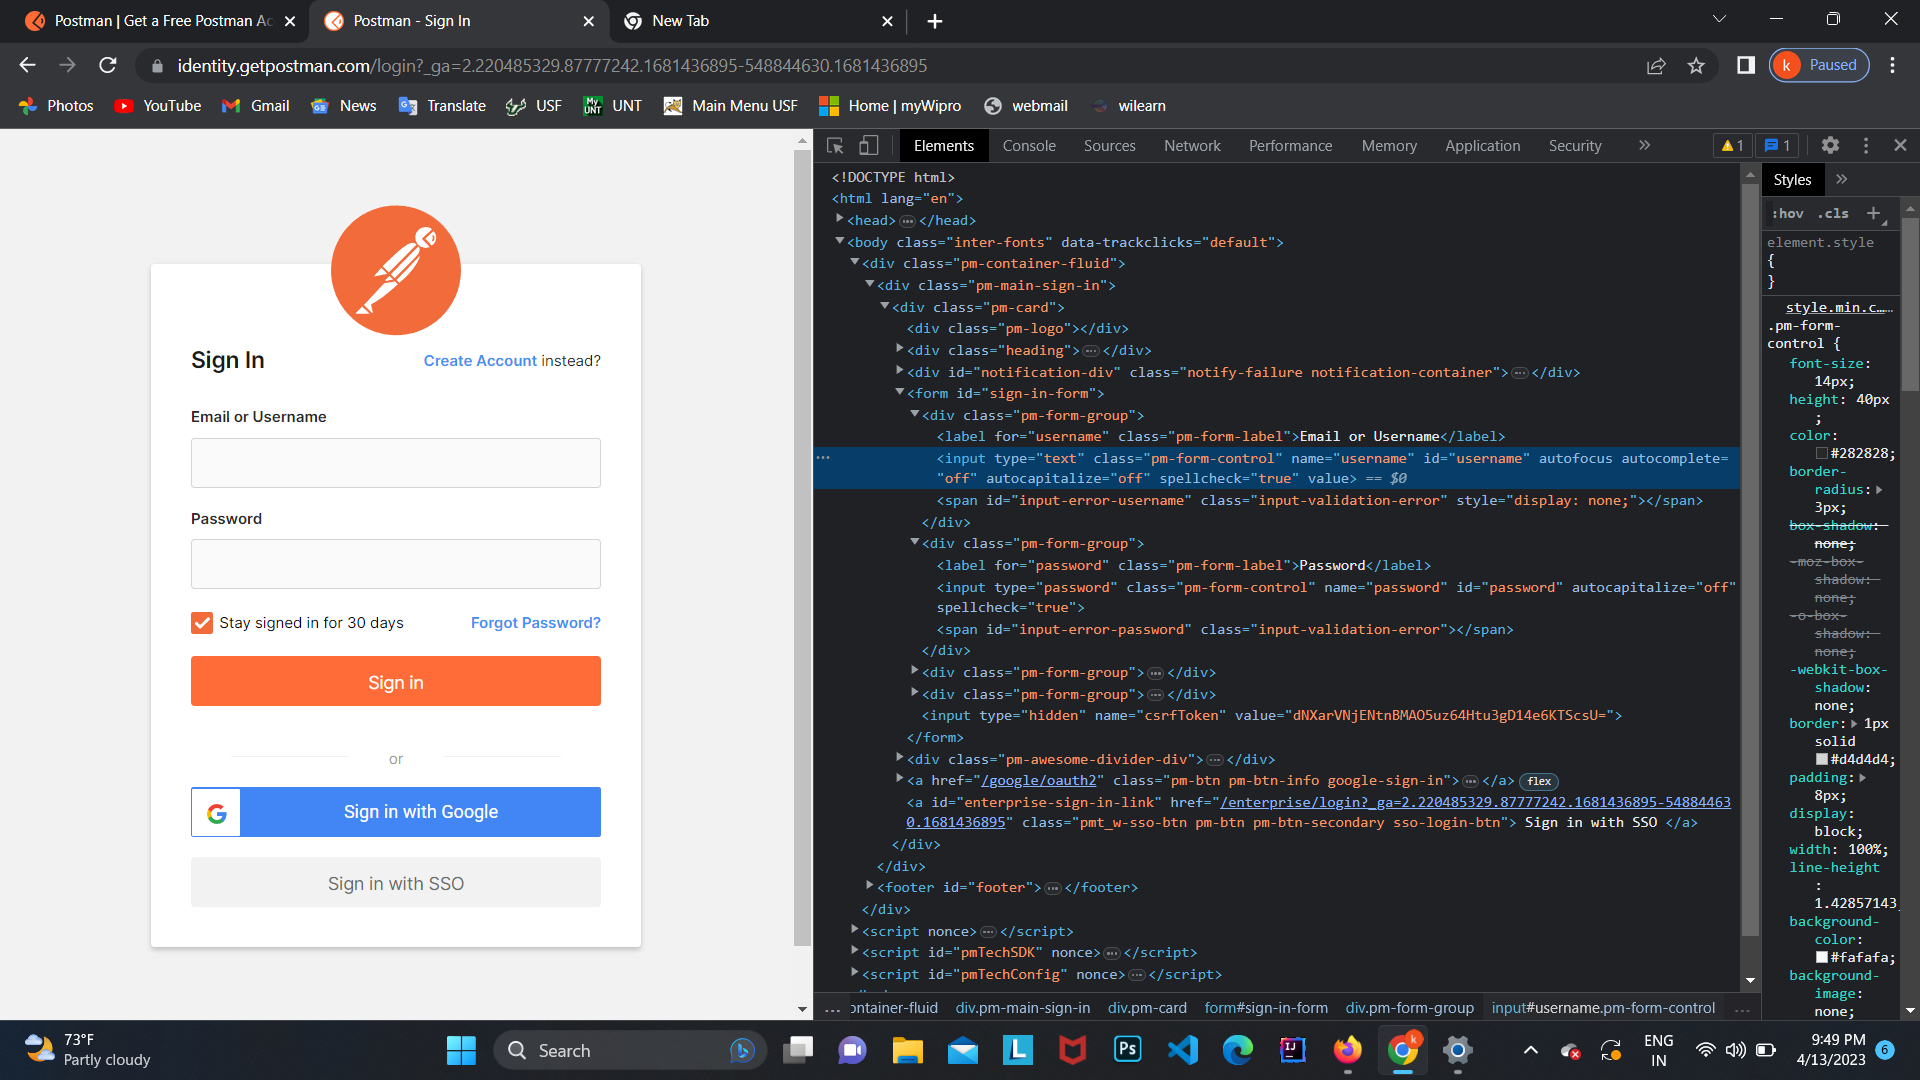 Postman | Get a Free Postman Ac
Postman - Sign In
New Tab
identity.getpostman.com/login?_ga=2.220485329.87777242.1681436895-548844630.1681436895
k
Paused
Photos
YouTube
Gmail
News
Translate
USF
My UNT
UNT
Main Menu USF
Home | myWipro
webmail
wilearn
Sign In
Create Account instead?
Email or Username
Password
Stay signed in for 30 days
Forgot Password?
Sign in
or
Sign in with Google
Sign in with SSO
Elements
Console
Sources
Network
Performance
Memory
Application
Security
1
1
<!DOCTYPE html>
<html lang="en">
<head>…</head>
<body class="inter-fonts" data-trackclicks="default">
<div class="pm-container-fluid">
<div class="pm-main-sign-in">
<div class="pm-card">
<div class="pm-logo"></div>
<div class="heading">…</div>
<div id="notification-div" class="notify-failure notification-container">…</div>
<form id="sign-in-form">
<div class="pm-form-group">
<label for="username" class="pm-form-label">Email or Username</label>
<input type="text" class="pm-form-control" name="username" id="username" autofocus autocomplete=
"off" autocapitalize="off" spellcheck="true" value> == $0
<span id="input-error-username" class="input-validation-error" style="display: none;"></span>
</div>
<div class="pm-form-group">
<label for="password" class="pm-form-label">Password</label>
<input type="password" class="pm-form-control" name="password" id="password" autocapitalize="off"
spellcheck="true">
<span id="input-error-password" class="input-validation-error"></span>
</div>
<div class="pm-form-group">…</div>
<div class="pm-form-group">…</div>
<input type="hidden" name="csrfToken" value="dNXarVNjENtnBMAO5uz64Htu3gD14e6KTScsU=">
</form>
<div class="pm-awesome-divider-div">…</div>
<a href="/google/oauth2" class="pm-btn pm-btn-info google-sign-in">…</a> flex
<a id="enterprise-sign-in-link" href="/enterprise/login?_ga=2.220485329.87777242.1681436895-54884463
0.1681436895" class="pmt_w-sso-btn pm-btn pm-btn-secondary sso-login-btn"> Sign in with SSO </a>
</div>
</div>
<footer id="footer">…</footer>
</div>
<script nonce>…</script>
<script id="pmTechSDK" nonce>…</script>
<script id="pmTechConfig" nonce>…</script>
... ontainer-fluid div.pm-main-sign-in div.pm-card form#sign-in-form div.pm-form-group input#username.pm-form-control ...
Styles
:hov .cls
element.style
{
}
style.min.c…
.pm-form-
control {
font-size:
14px;
height: 40px
;
color:
#282828;
border-
radius:
3px;
box-shadow:
none;
-moz-box-
shadow:
none;
-o-box-
shadow:
none;
-webkit-box-
shadow:
none;
border: 1px
solid
#d4d4d4;
padding:
8px;
display:
block;
width: 100%;
line-height
:
1.42857143
background-
color:
#fafafa;
background-
image:
none;
73°F
Partly cloudy
Search
L
Ps
IJ
k
ENG
IN
9:49 PM
4/13/2023
6